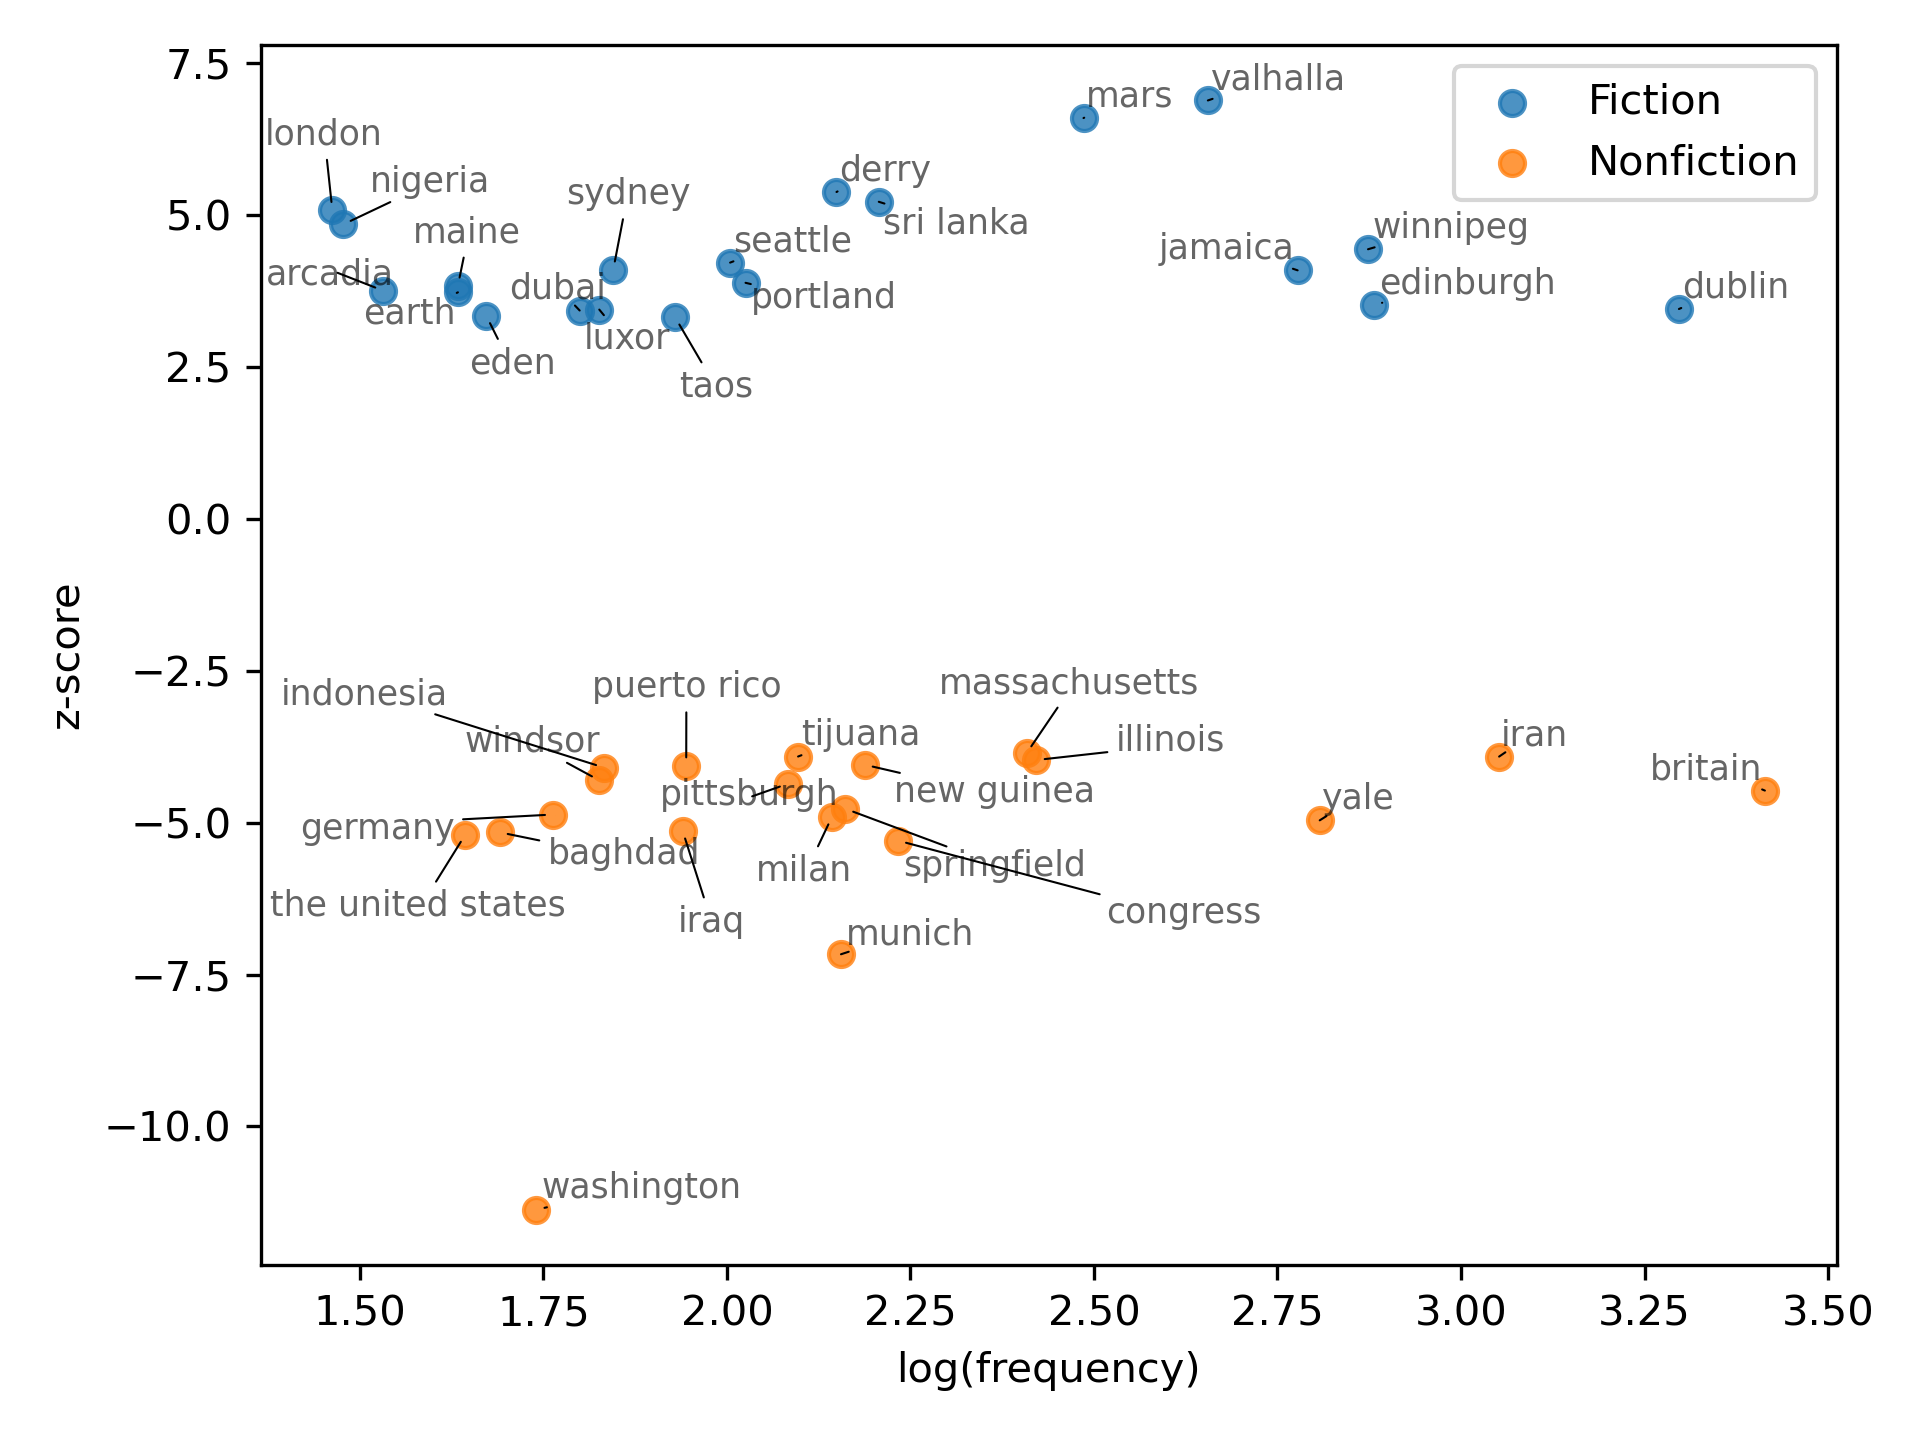 7.5
5.0
2.5
0.0
−2.5
−5.0
−7.5
−10.0
z-score
Fiction
Nonfiction
valhalla
mars
london
derry
nigeria
sydney
sri lanka
winnipeg
maine
seattle
jamaica
arcadia
dubai
portland
edinburgh
dublin
earth
luxor
eden
taos
massachusetts
puerto rico
indonesia
tijuana
illinois
iran
windsor
britain
pittsburgh
new guinea
yale
germany
baghdad
springfield
milan
the united states
congress
iraq
munich
washington
1.50 1.75 2.00 2.25 2.50 2.75 3.00 3.25 3.50
log(frequency)